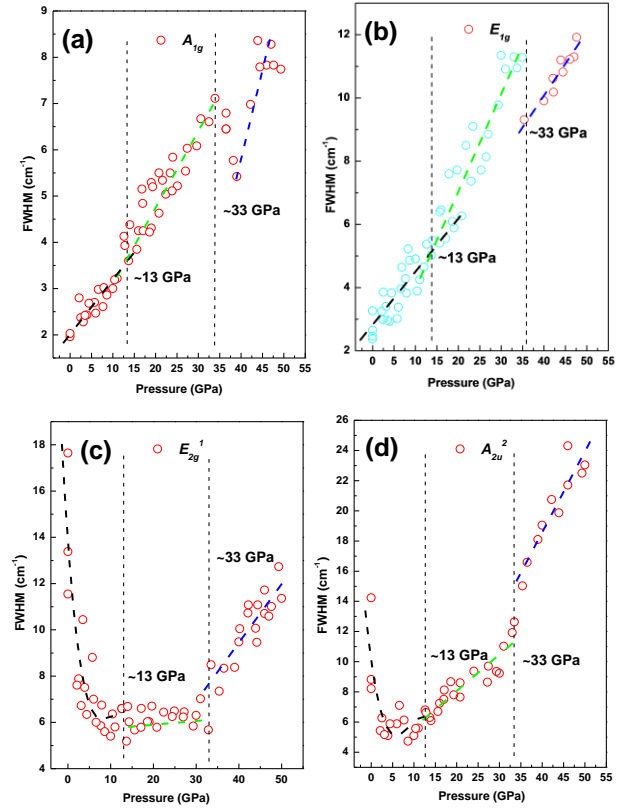 (a)
A1g
FWHM (cm-1)
9
8
7
6
5
4
3
2
~33 GPa
~13 GPa
0 5 10 15 20 25 30 35 40 45 50 55
Pressure (GPa)
(b)
E1g
FWHM (cm-1)
12
10
8
6
4
2
~33 GPa
~13 GPa
0 5 10 15 20 25 30 35 40 45 50 55
Pressure (GPa)
(c)
E2g1
FWHM (cm-1)
18
16
14
12
10
8
6
4
~33 GPa
~13 GPa
0 10 20 30 40 50
Pressure (GPa)
(d)
A2u2
FWHM (cm-1)
26
24
22
20
18
16
14
12
10
8
6
4
~13 GPa
~33 GPa
0 5 10 15 20 25 30 35 40 45 50 55
Pressure (GPa)